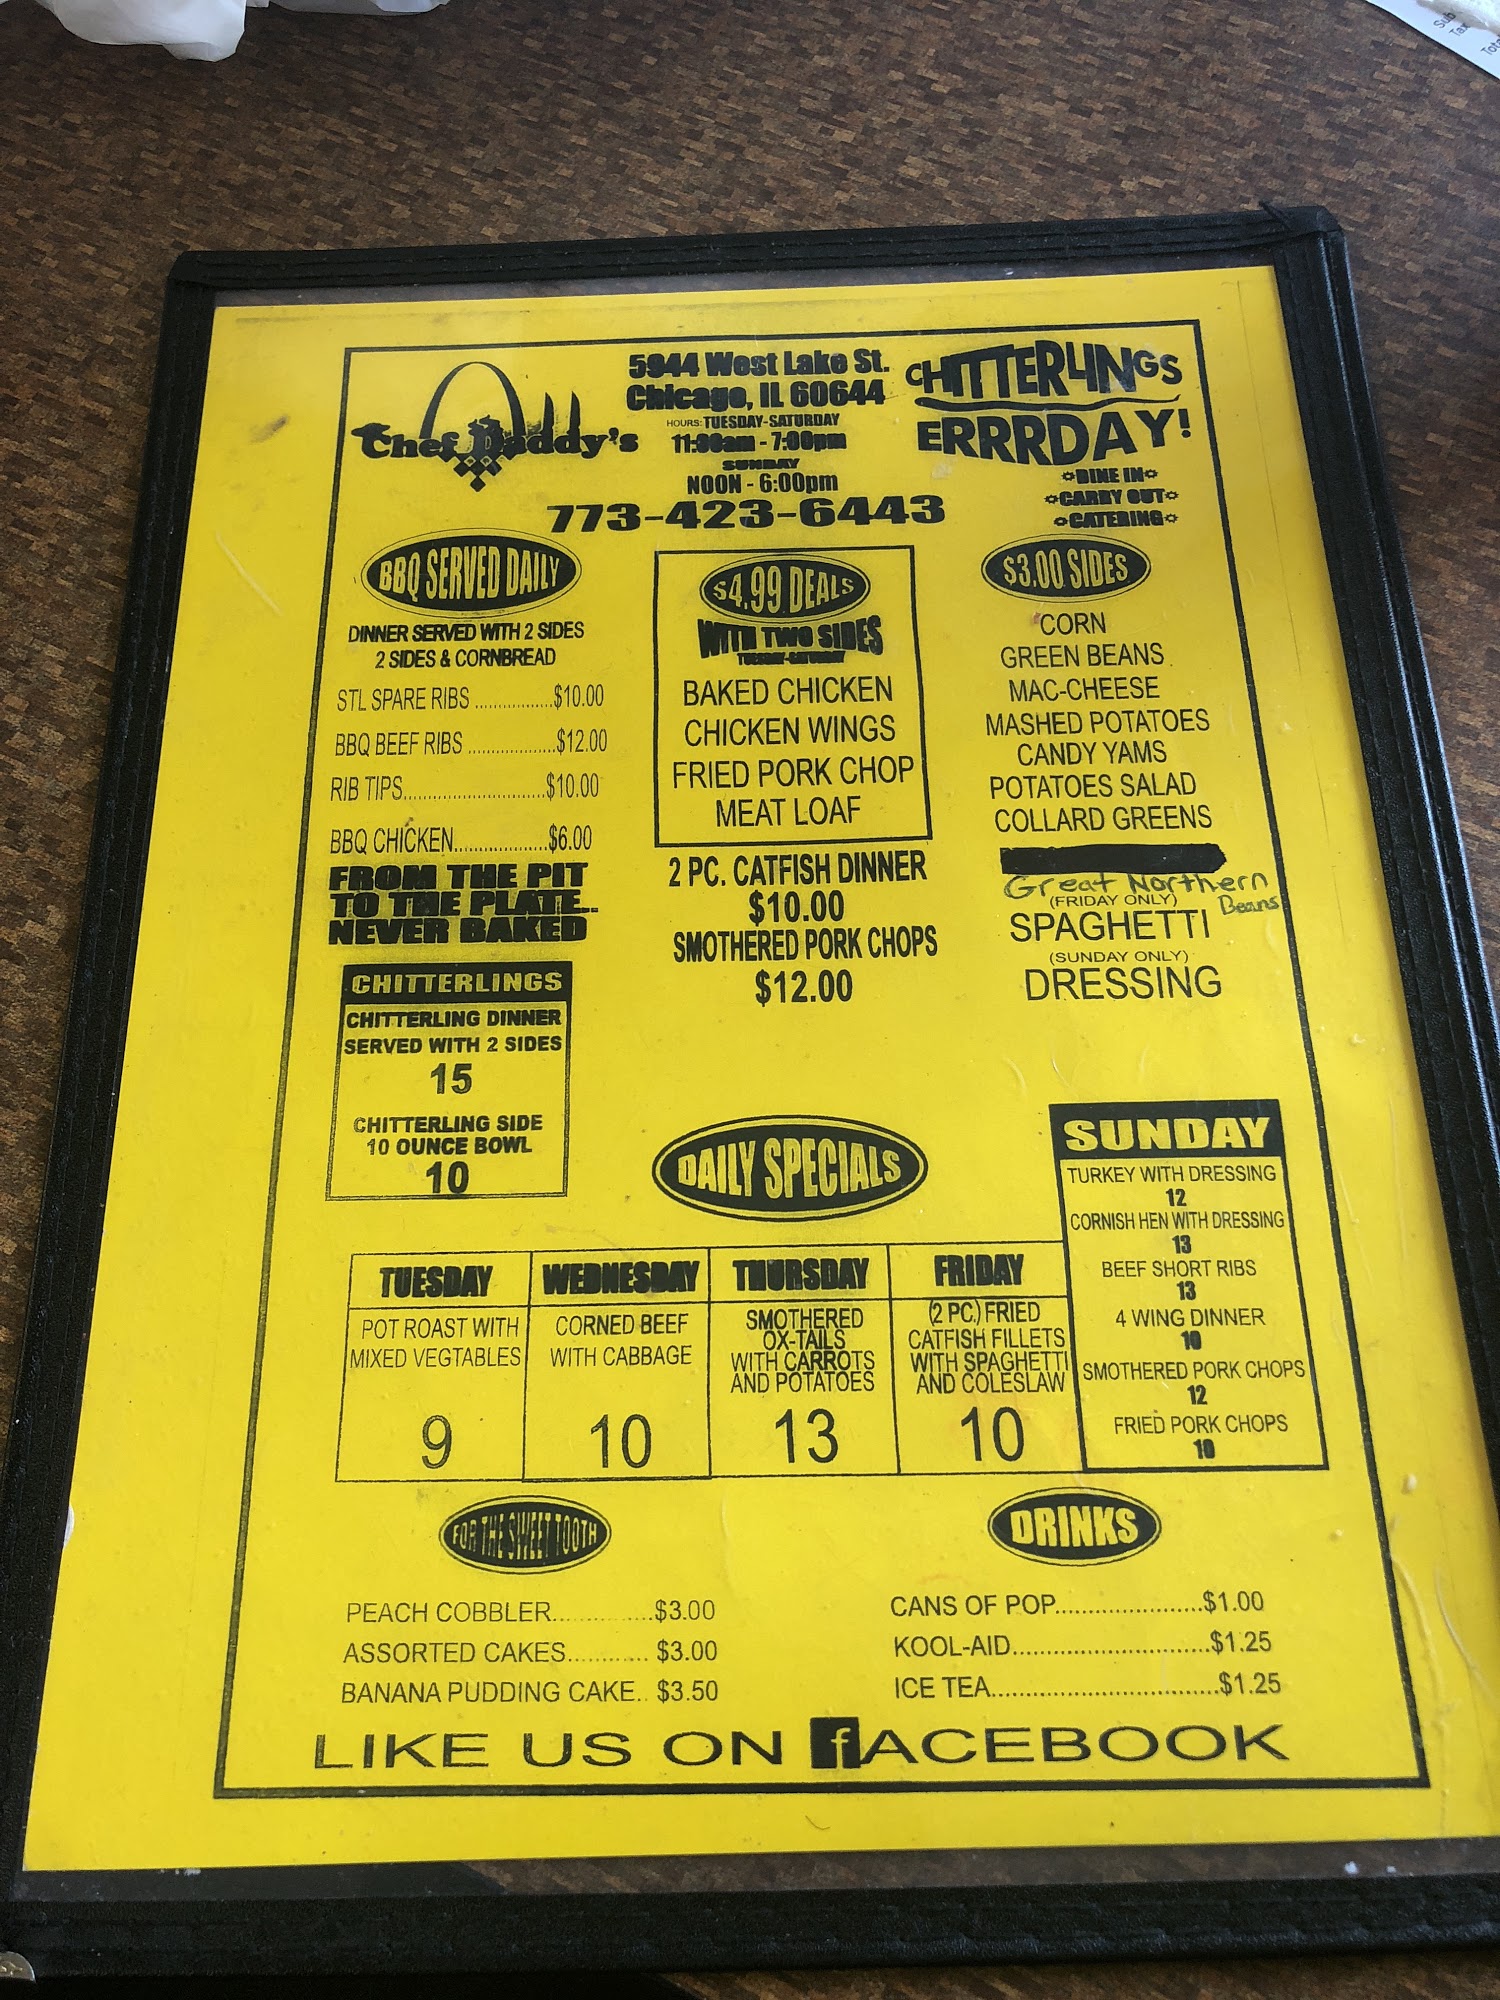 Chef Daddy's
5944 West Lake St.
Chicago, IL 60644
HOURS: TUESDAY-SATURDAY
11:00am - 7:00pm
SUNDAY
NOON - 6:00pm
773-423-6443
CHITTERLINGS
ERRRDAY!
DINE IN
CARRY OUT
CATERING
BBQ SERVED DAILY
DINNER SERVED WITH 2 SIDES
2 SIDES & CORNBREAD
STL SPARE RIBS ..................$10.00
BBQ BEEF RIBS ....................$12.00
RIB TIPS................................$10.00
BBQ CHICKEN.....................$6.00
FROM THE PIT
TO THE PLATE..
NEVER BAKED
CHITTERLINGS
CHITTERLING DINNER
SERVED WITH 2 SIDES
15
CHITTERLING SIDE
10 OUNCE BOWL
10
$4.99 DEALS
WITH TWO SIDES
TUESDAY-SATURDAY
BAKED CHICKEN
CHICKEN WINGS
FRIED PORK CHOP
MEAT LOAF
2 PC. CATFISH DINNER
$10.00
SMOTHERED PORK CHOPS
$12.00
$3.00 SIDES
CORN
GREEN BEANS
MAC-CHEESE
MASHED POTATOES
CANDY YAMS
POTATOES SALAD
COLLARD GREENS
Great Northern
Beans
(FRIDAY ONLY)
SPAGHETTI
(SUNDAY ONLY)
DRESSING
DAILY SPECIALS
TUESDAY
POT ROAST WITH
MIXED VEGTABLES
9
WEDNESDAY
CORNED BEEF
WITH CABBAGE
10
THURSDAY
SMOTHERED
OX-TAILS
WITH CARROTS
AND POTATOES
13
FRIDAY
(2 PC.) FRIED
CATFISH FILLETS
WITH SPAGHETTI
AND COLESLAW
10
SUNDAY
TURKEY WITH DRESSING
12
CORNISH HEN WITH DRESSING
13
BEEF SHORT RIBS
13
4 WING DINNER
10
SMOTHERED PORK CHOPS
12
FRIED PORK CHOPS
10
FOR THE SWEET TOOTH
PEACH COBBLER..............$3.00
ASSORTED CAKES............ $3.00
BANANA PUDDING CAKE.. $3.50
DRINKS
CANS OF POP......................$1.00
KOOL-AID.............................$1.25
ICE TEA.................................$1.25
LIKE US ON fACEBOOK
Sub
Tax
Tota